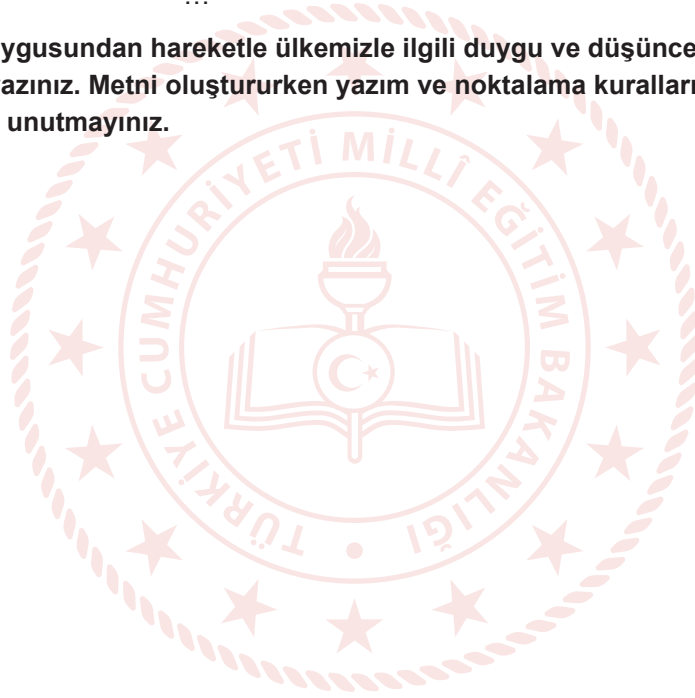 ...
ygusundan hareketle ülkemizle ilgili duygu ve düşünce
azınız. Metni oluştururken yazım ve noktalama kuralları
unutmayınız.
TÜRKİYE CUMHURİYETİ MİLLÎ EĞİTİM BAKANLIĞI